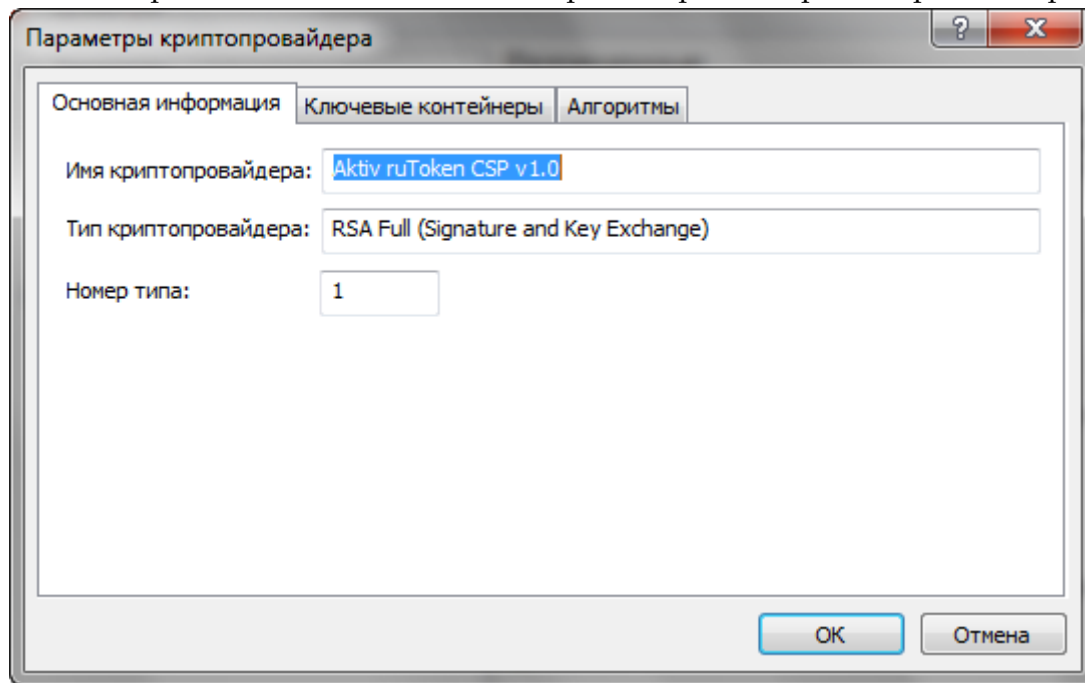 Параметры криптопровайдера
Основная информация Ключевые контейнеры Алгоритмы
Имя криптопровайдера: Aktiv ruToken CSP v1.0
Тип криптопровайдера: RSA Full (Signature and Key Exchange)
Номер типа: 1
OK Отмена